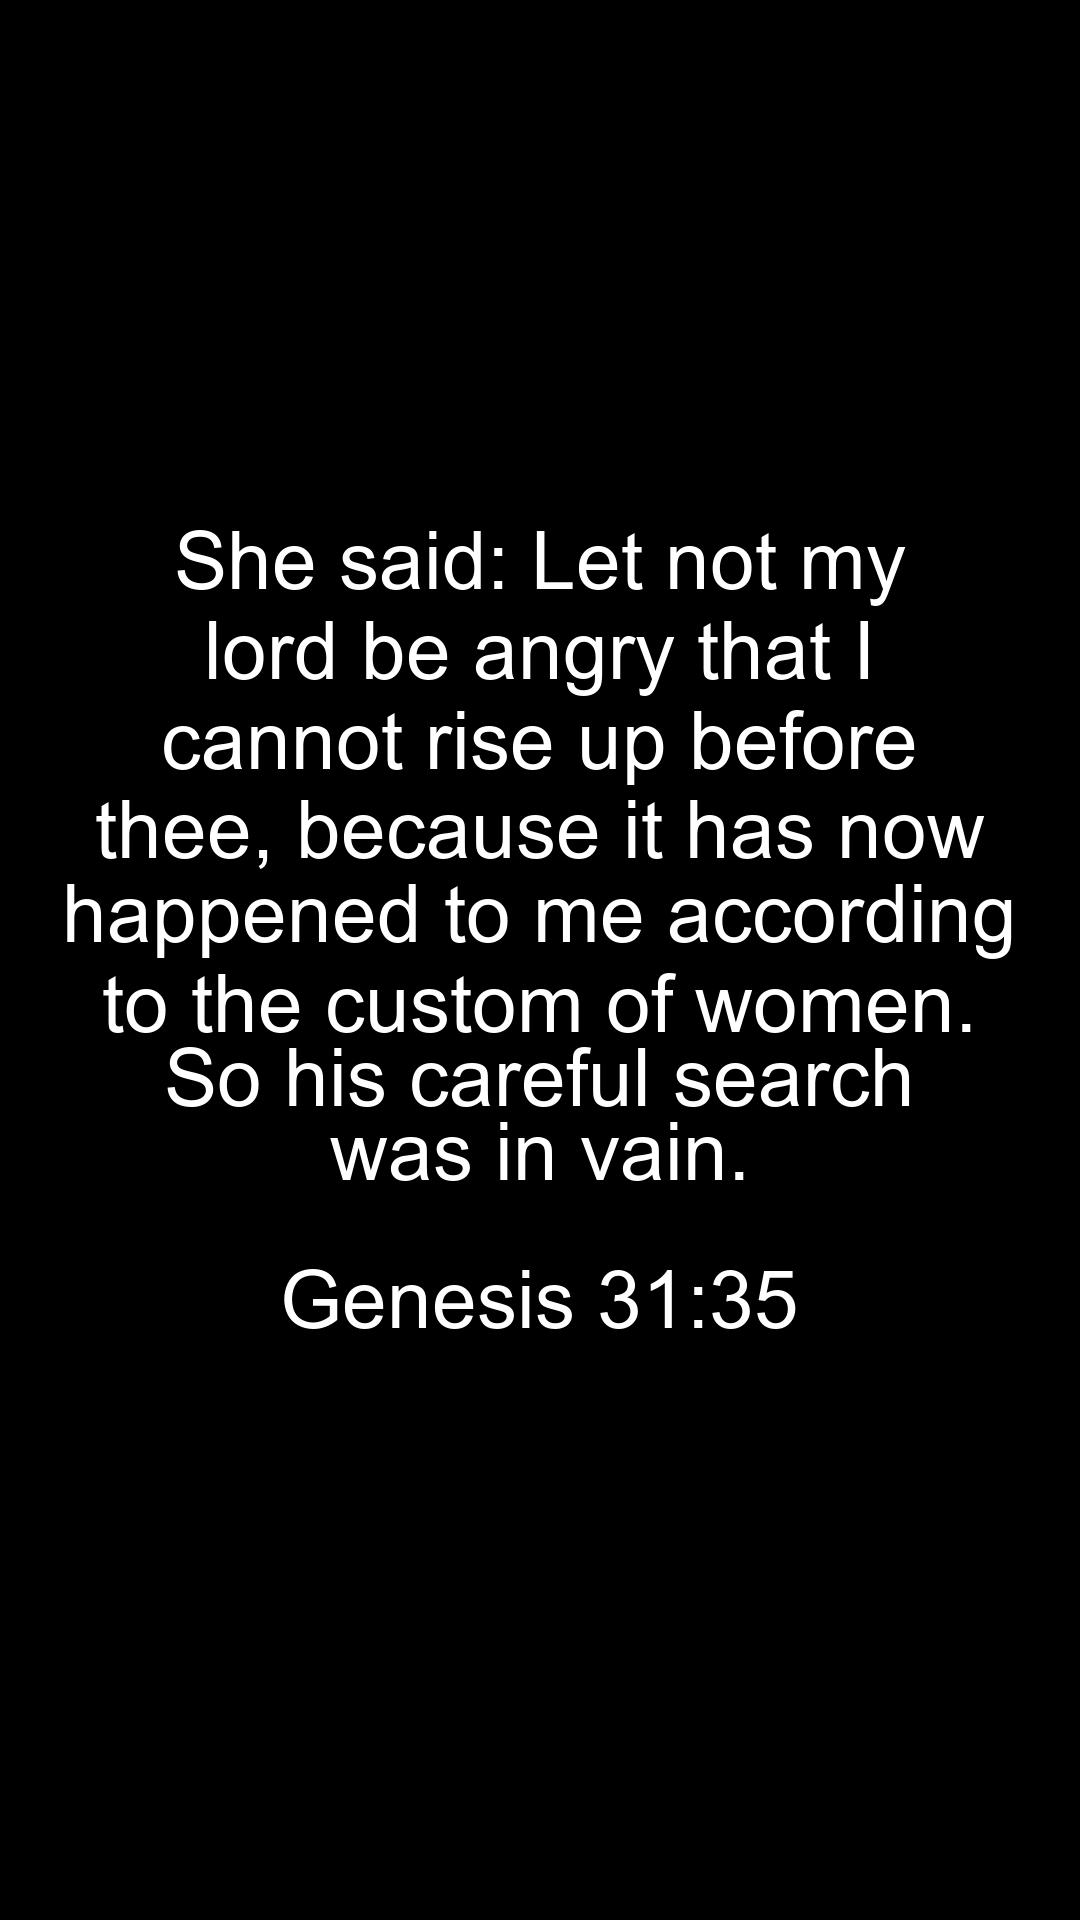 She said: Let not my
lord be angry that I
cannot rise up before
thee, because it has now
happened to me according
to the custom of women.
So his careful search
was in vain.
Genesis 31:35